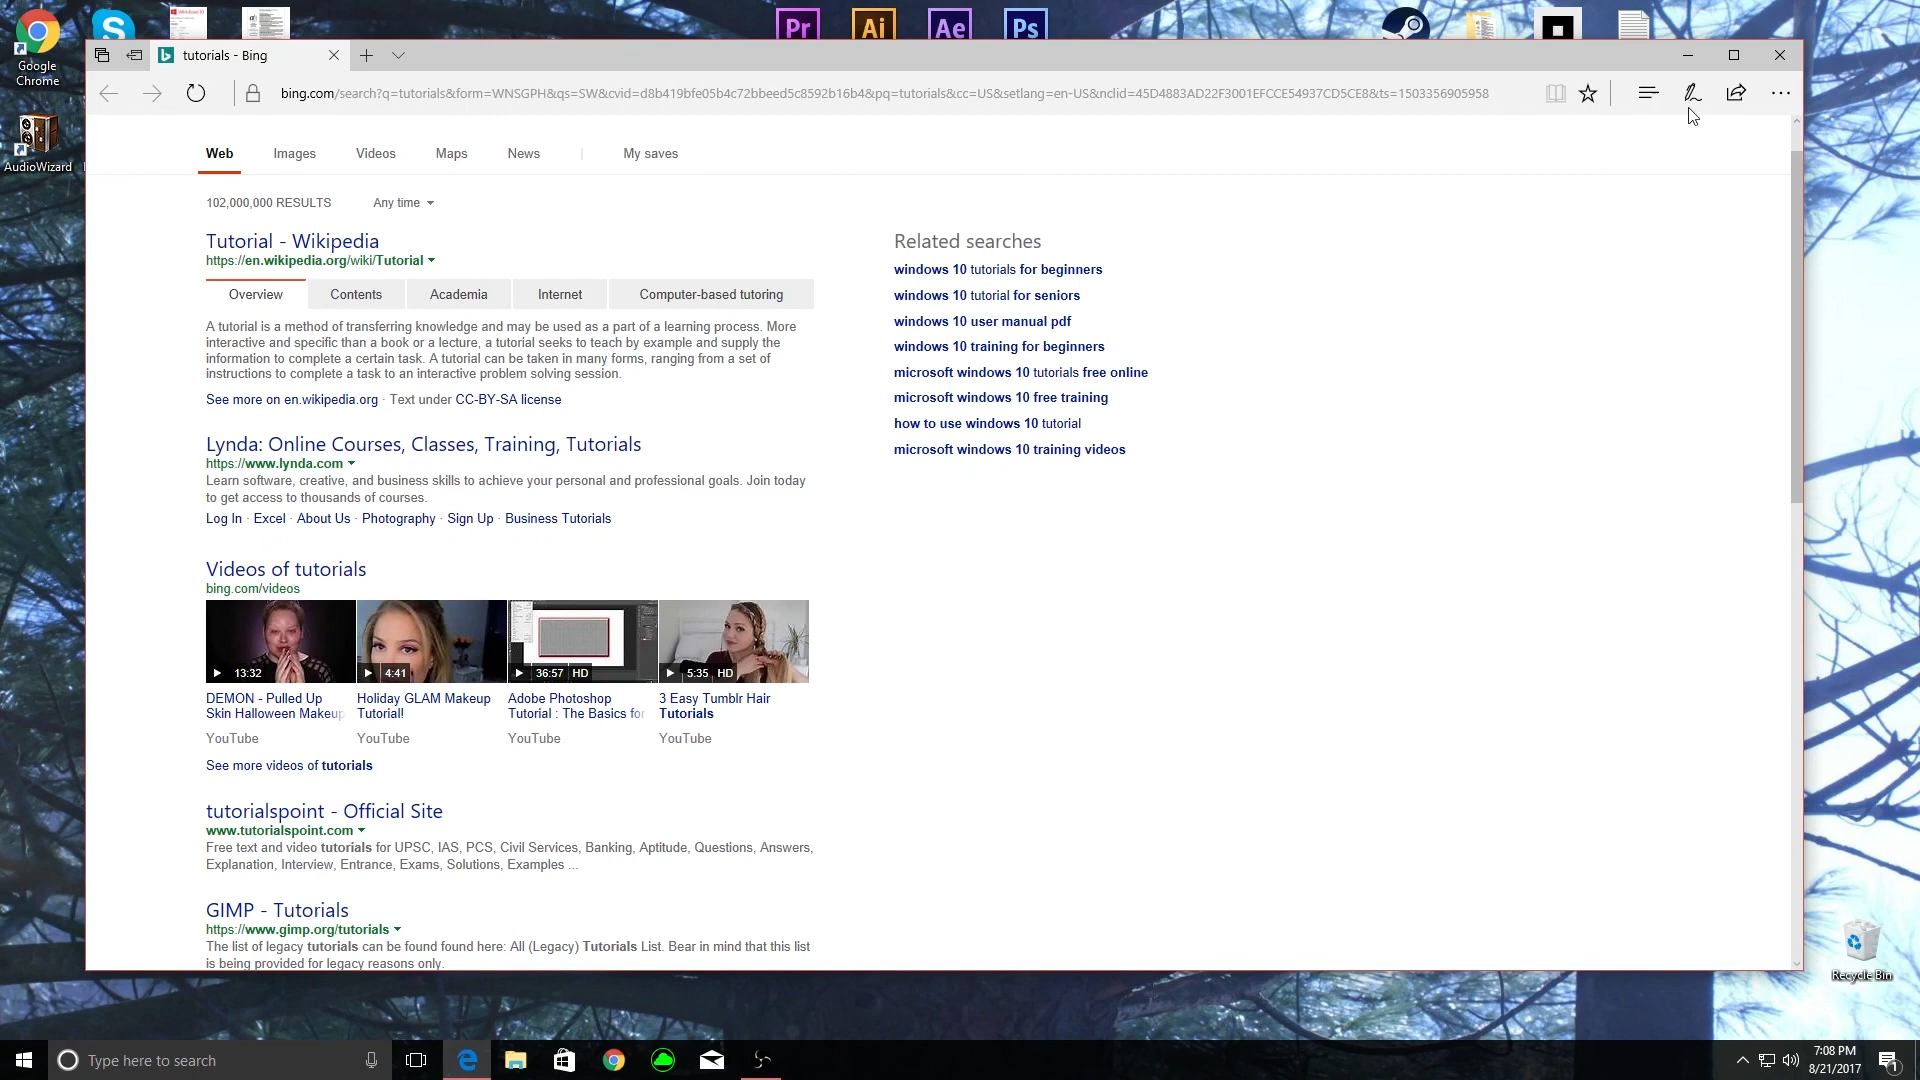 Google
Chrome
AudioWizard
Pr
Ai
Ae
Ps
tutorials - Bing
bing.com/search?q=tutorials&form=WNSGPH&qs=SW&cvid=d8b419bfe05b4c72bbeed5c8592b16b4&pq=tutorials&cc=US&setlang=en-US&nclid=45D4883AD22F3001EFCCE54937CD5CE8&ts=1503356905958
Web Images Videos Maps News | My saves
102,000,000 RESULTS Any time
Tutorial - Wikipedia
https://en.wikipedia.org/wiki/Tutorial
Overview Contents Academia Internet Computer-based tutoring
A tutorial is a method of transferring knowledge and may be used as a part of a learning process. More
interactive and specific than a book or a lecture, a tutorial seeks to teach by example and supply the
information to complete a certain task. A tutorial can be taken in many forms, ranging from a set of
instructions to complete a task to an interactive problem solving session.
See more on en.wikipedia.org · Text under CC-BY-SA license
Lynda: Online Courses, Classes, Training, Tutorials
https://www.lynda.com
Learn software, creative, and business skills to achieve your personal and professional goals. Join today
to get access to thousands of courses.
Log In · Excel · About Us · Photography · Sign Up · Business Tutorials
Videos of tutorials
bing.com/videos
13:32
4:41
36:57 HD
5:35 HD
DEMON - Pulled Up
Skin Halloween Makeup
YouTube
Holiday GLAM Makeup
Tutorial!
YouTube
Adobe Photoshop
Tutorial : The Basics for
YouTube
3 Easy Tumblr Hair
Tutorials
YouTube
See more videos of tutorials
tutorialspoint - Official Site
www.tutorialspoint.com
Free text and video tutorials for UPSC, IAS, PCS, Civil Services, Banking, Aptitude, Questions, Answers,
Explanation, Interview, Entrance, Exams, Solutions, Examples ...
GIMP - Tutorials
https://www.gimp.org/tutorials
The list of legacy tutorials can be found found here: All (Legacy) Tutorials List. Bear in mind that this list
is being provided for legacy reasons only.
Related searches
windows 10 tutorials for beginners
windows 10 tutorial for seniors
windows 10 user manual pdf
windows 10 training for beginners
microsoft windows 10 tutorials free online
microsoft windows 10 free training
how to use windows 10 tutorial
microsoft windows 10 training videos
Recycle Bin
Type here to search
7:08 PM
8/21/2017
1